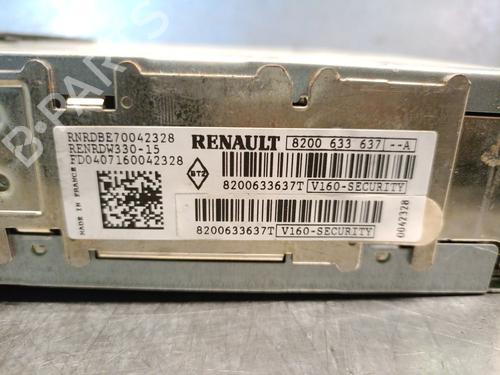 RNRDBE70042328
RENRDW330-15
FD0407160042328
RENAULT 8200 633 637 --A
MADE IN FRANCE
BTZ
8200633637T V160-SECURITY
8200633637T V160-SECURITY
0042328
B-PARTS